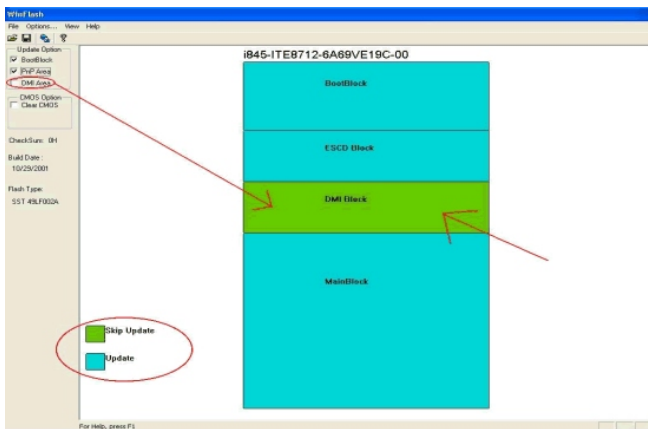 WinFlash
File Options... View Help
Update Option
BootBlock
PnP Area
DMI Area
CMOS Option
Clear CMOS
CheckSum: 0H
Build Date :
10/29/2001
Flash Type:
SST 49LF002A
i845-ITE8712-6A69VE19C-00
BootBlock
ESCD Block
DMI Block
MainBlock
Skip Update
Update
For Help, press F1